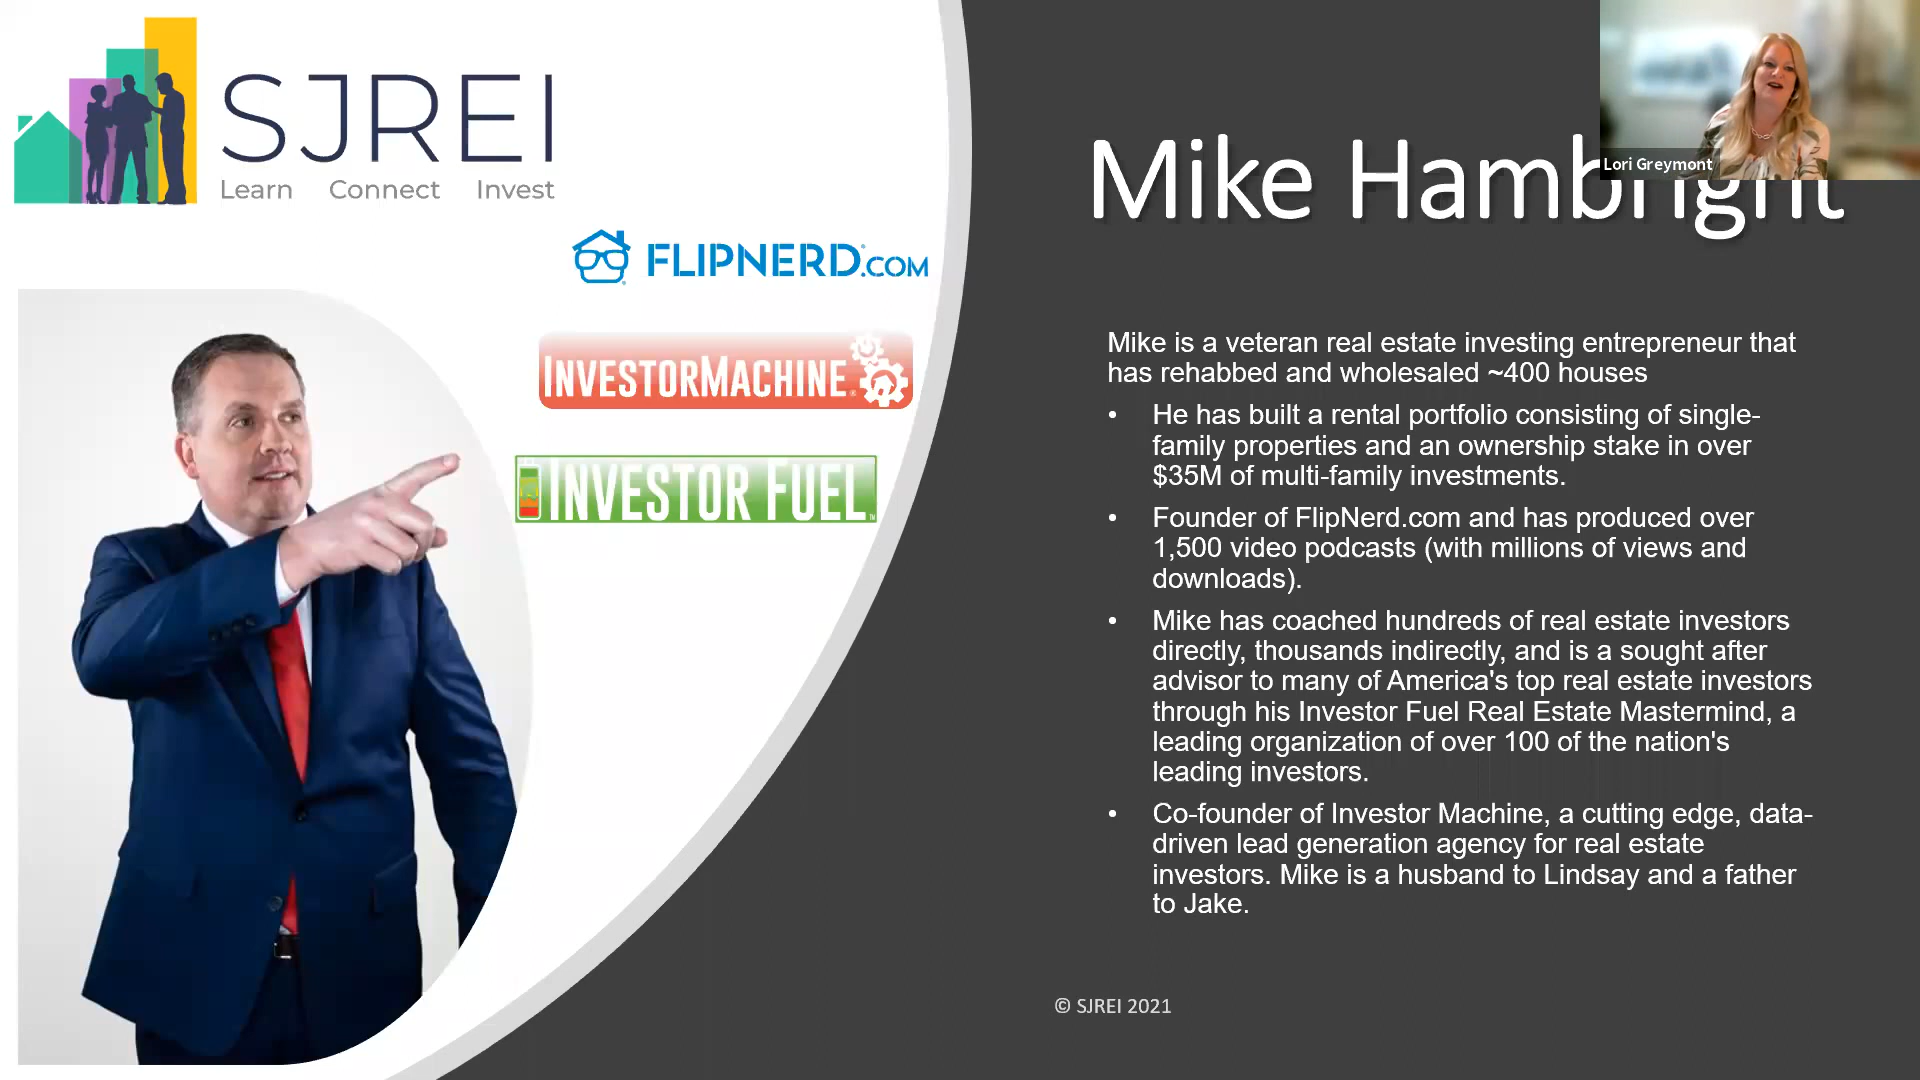 SJREI
Learn Connect Invest
FLIPNERD.COM
INVESTORMACHINE
INVESTOR FUEL
Lori Greymont
Mike Hambright
Mike is a veteran real estate investing entrepreneur that
has rehabbed and wholesaled ~400 houses
• He has built a rental portfolio consisting of single-
family properties and an ownership stake in over
$35M of multi-family investments.
• Founder of FlipNerd.com and has produced over
1,500 video podcasts (with millions of views and
downloads).
• Mike has coached hundreds of real estate investors
directly, thousands indirectly, and is a sought after
advisor to many of America's top real estate investors
through his Investor Fuel Real Estate Mastermind, a
leading organization of over 100 of the nation's
leading investors.
• Co-founder of Investor Machine, a cutting edge, data-
driven lead generation agency for real estate
investors. Mike is a husband to Lindsay and a father
to Jake.
© SJREI 2021